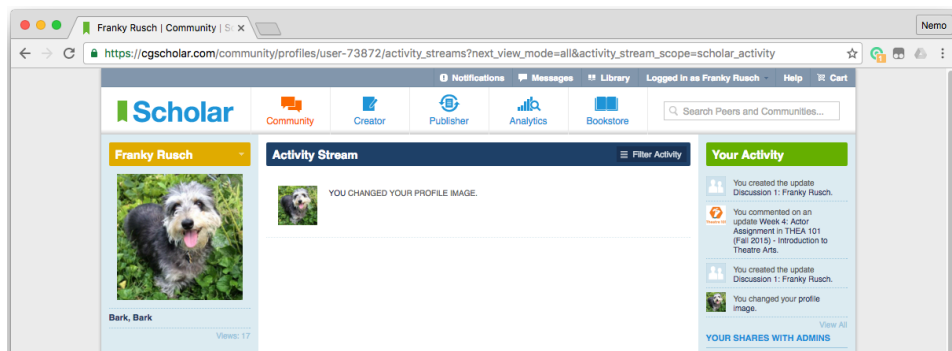 Franky Rusch | Community | Sc
Nemo
https://cgscholar.com/community/profiles/user-73872/activity_streams?next_view_mode=all&activity_stream_scope=scholar_activity
Notifications Messages Library Logged in as Franky Rusch Help Cart
Scholar
Community
Creator
Publisher
Analytics
Bookstore
Search Peers and Communities...
Franky Rusch
Bark, Bark
Views: 17
Activity Stream
Filter Activity
YOU CHANGED YOUR PROFILE IMAGE.
Your Activity
You created the update
Discussion 1: Franky Rusch.
You commented on an
update Week 4: Actor
Assignment in THEA 101
(Fall 2015) - Introduction to
Theatre Arts.
You created the update
Discussion 1: Franky Rusch.
You changed your profile
image.
View All
YOUR SHARES WITH ADMINS